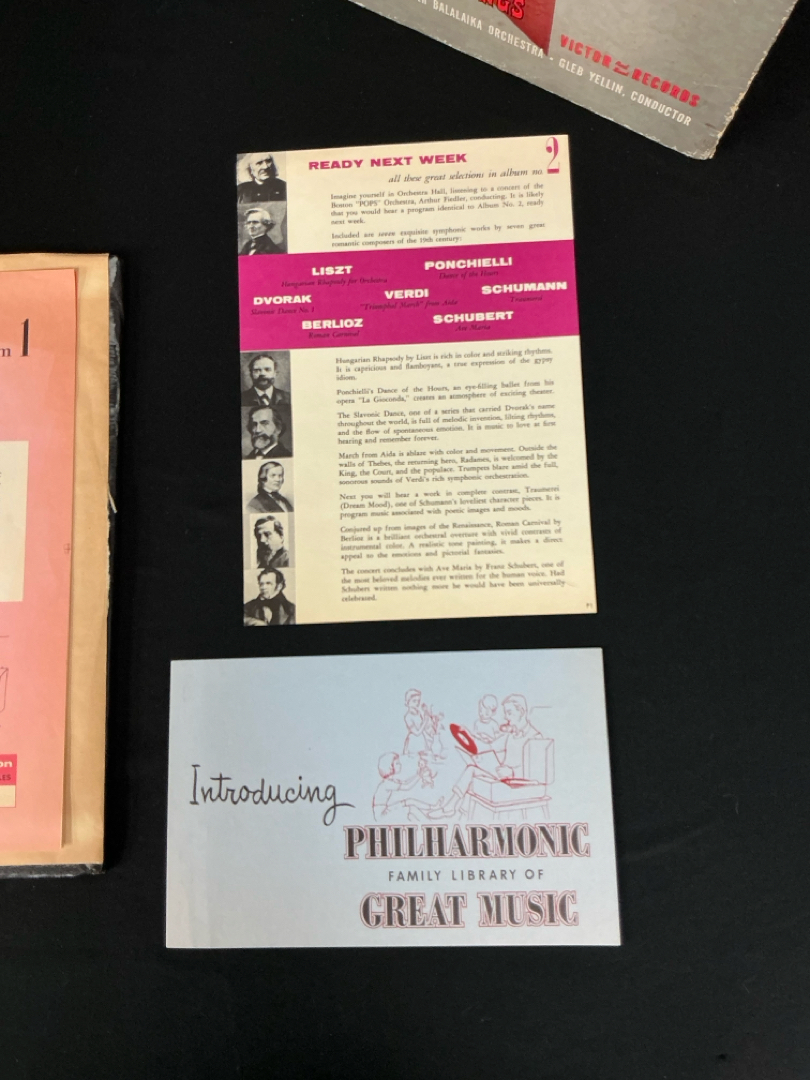 NGS
BALALAIKA ORCHESTRA - GLEB YELLIN, CONDUCTOR
VICTOR RECORDS
READY NEXT WEEK
all these great selections in album no. 2
Imagine yourself in Orchestra Hall, listening to a concert of the
Boston "POPS" Orchestra, Arthur Fiedler, conducting. It is likely
that you would hear a program identical to Album No. 2, ready
next week.
Included are seven exquisite symphonic works by seven great
romantic composers of the 19th century:
LISZT
Hungarian Rhapsody for Orchestra
PONCHIELLI
Dance of the Hours
DVORAK
Slavonic Dance No. 1
VERDI
"Triumphal March" from Aida
SCHUMANN
Traumerei
BERLIOZ
Roman Carnival
SCHUBERT
Ave Maria
Hungarian Rhapsody by Liszt is rich in color and striking rhythms.
It is capricious and flamboyant, a true expression of the gypsy
idiom.
Ponchielli's Dance of the Hours, an eye-filling ballet from his
opera "La Gioconda," creates an atmosphere of exciting theater.
The Slavonic Dance, one of a series that carried Dvorak's name
throughout the world, is full of melodic invention, lilting rhythms,
and the flow of spontaneous emotion. It is music to love at first
hearing and remember forever.
March from Aida is ablaze with color and movement. Outside the
walls of Thebes, the returning hero, Radames, is welcomed by the
King, the Court, and the populace. Trumpets blare amid the full,
sonorous sounds of Verdi's rich symphonic orchestration.
Next you will hear a work in complete contrast, Traumerei
(Dream Mood), one of Schumann's loveliest character pieces. It is
program music associated with poetic images and moods.
Conjured up from images of the Renaissance, Roman Carnival by
Berlioz is a brilliant orchestral overture with vivid contrasts of
instrumental color. A realistic tone painting, it makes a direct
appeal to the emotions and pictorial fantasies.
The concert concludes with Ave Maria by Franz Schubert, one of
the most beloved melodies ever written for the human voice. Had
Schubert written nothing more he would have been universally
celebrated.
m 1
on
LES
Introducing
PHILHARMONIC
FAMILY LIBRARY OF
GREAT MUSIC